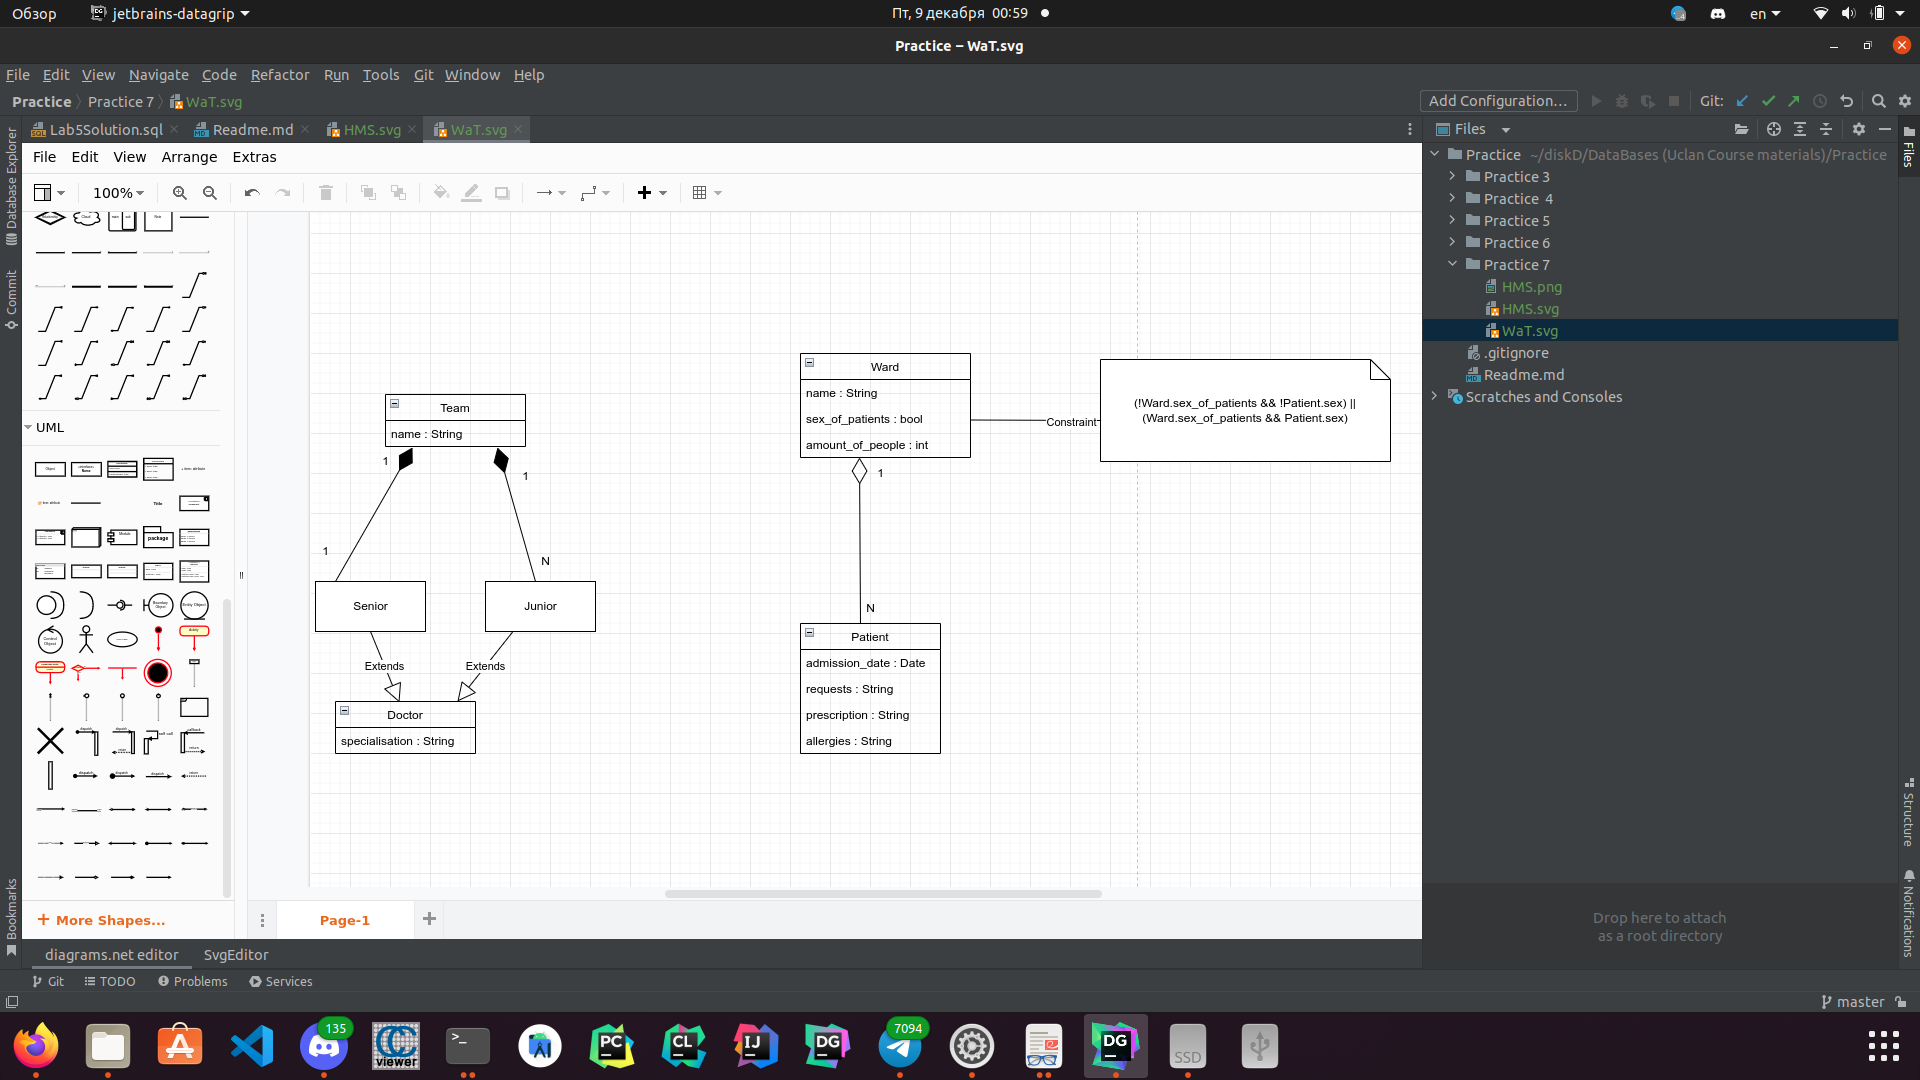 Обзор
jetbrains-datagrip
Пт, 9 декабря 00:59
en
Practice – WaT.svg
File Edit View Navigate Code Refactor Run Tools Git Window Help
Practice Practice 7 WaT.svg
Add Configuration...
Git:
Lab5Solution.sql
Readme.md
HMS.svg
WaT.svg
File Edit View Arrange Extras
100%
UML
package
Title
+ More Shapes...
Team
name : String
1
1
1
N
Senior
Junior
Extends
Extends
Doctor
specialisation : String
Ward
name : String
sex_of_patients : bool
amount_of_people : int
1
N
Patient
admission_date : Date
requests : String
prescription : String
allergies : String
Constraint
(!Ward.sex_of_patients && !Patient.sex) ||
(Ward.sex_of_patients && Patient.sex)
Page-1
diagrams.net editor
SvgEditor
Git
TODO
Problems
Services
master
Files
Practice ~/diskD/DataBases (Uclan Course materials)/Practice
Practice 3
Practice  4
Practice 5
Practice 6
Practice 7
HMS.png
HMS.svg
WaT.svg
.gitignore
Readme.md
Scratches and Consoles
Drop here to attach
as a root directory
Database Explorer
Commit
Bookmarks
Files
Structure
Notifications
135
viewer
PC
CL
IJ
DG
7094
DG
SSD